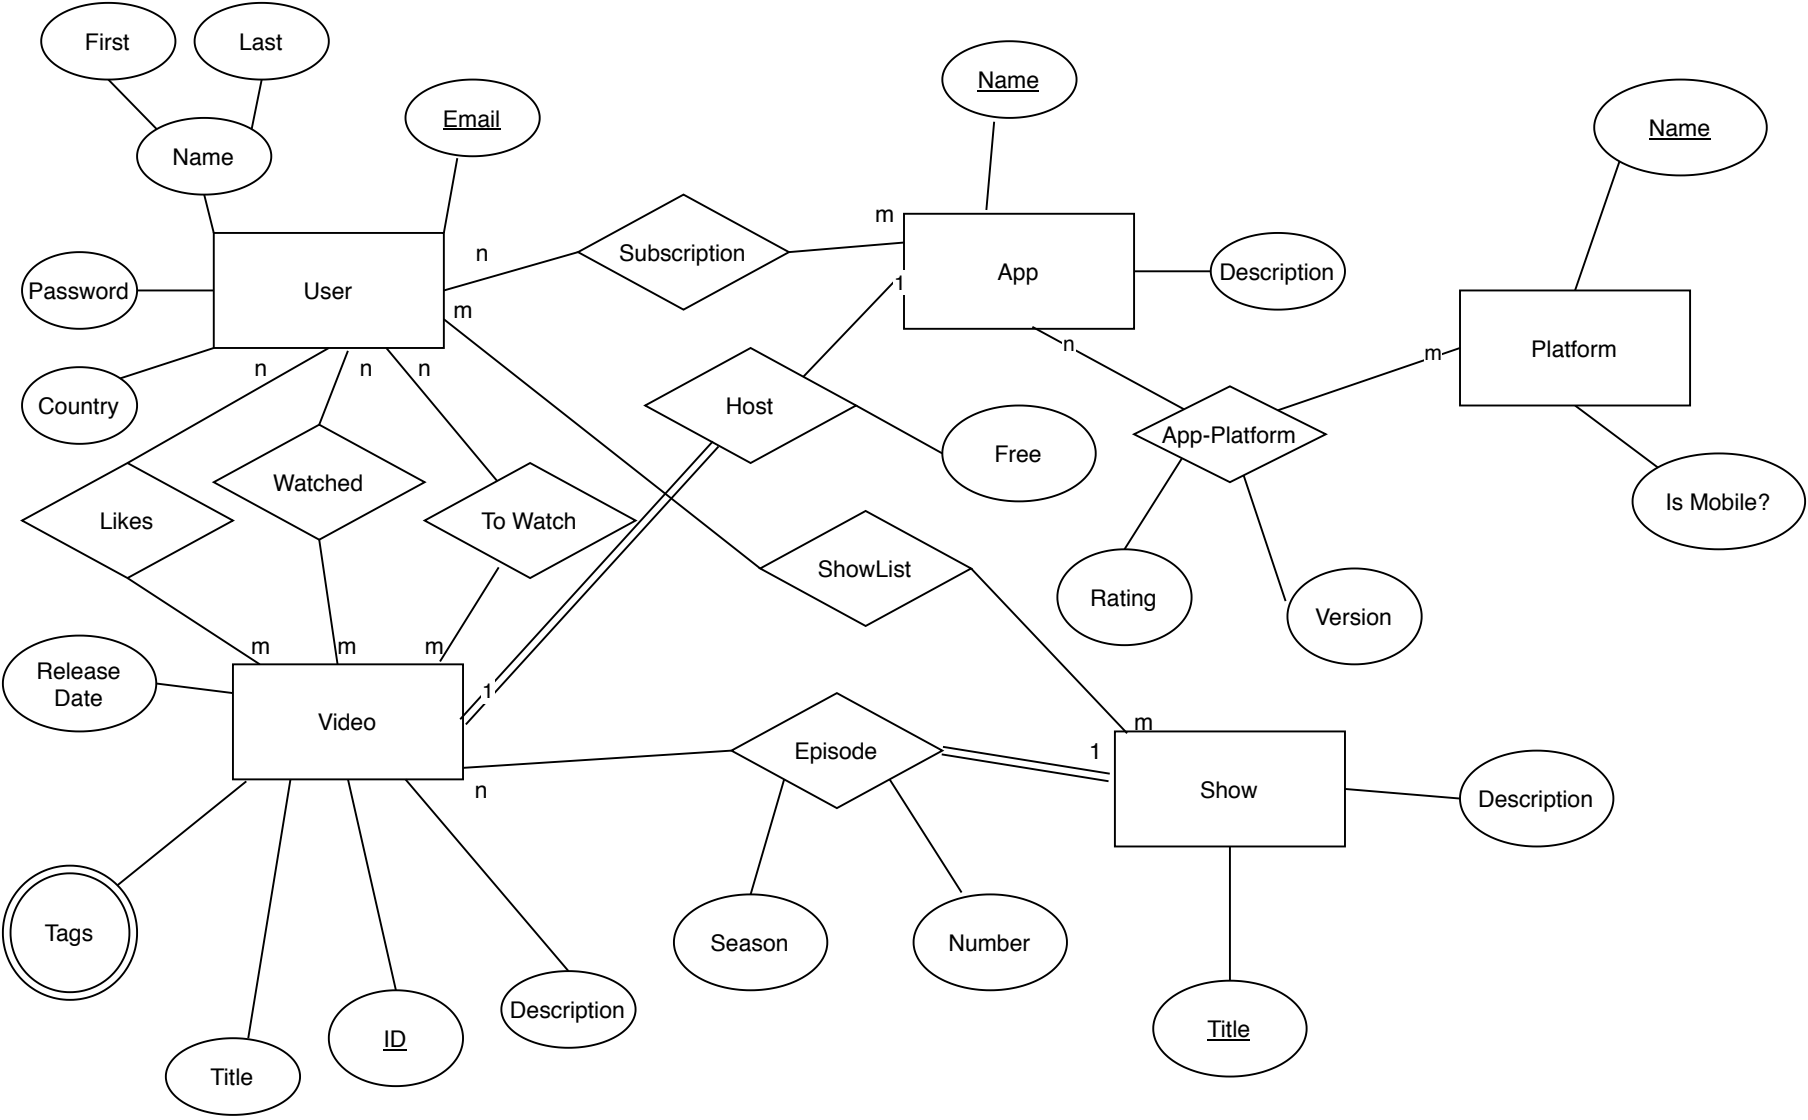 First
Last
Name
Email
Name
Name
Password
User
n
Subscription
m
App
Description
1
m
Country
n
n
n
Host
Free
n
App-Platform
m
Platform
Is Mobile?
Likes
Watched
To Watch
ShowList
Rating
Version
m
m
m
Release
Date
Video
1
m
Episode
1
Show
Description
n
Tags
Title
ID
Description
Season
Number
Title